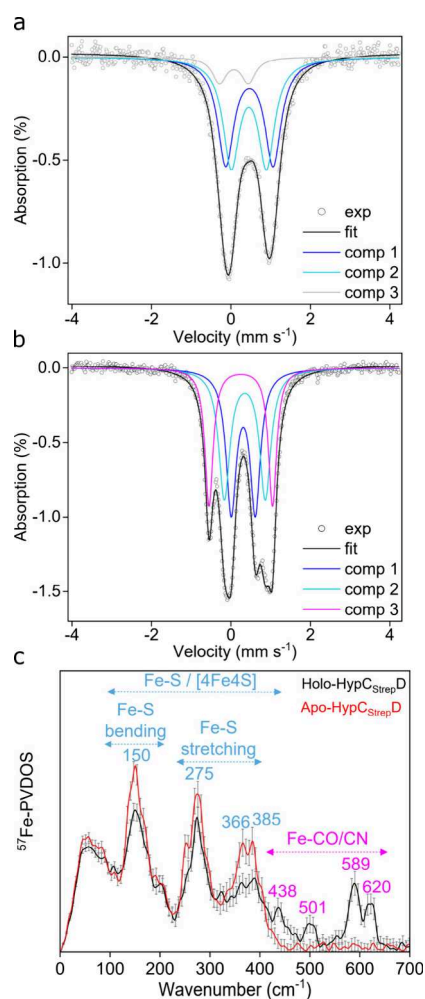 a
0.0
-0.5
-1.0
Absorption (%)
exp
fit
comp 1
comp 2
comp 3
-4 -2 0 2 4
Velocity (mm s⁻¹)
b
0.0
-0.5
-1.0
-1.5
Absorption (%)
exp
fit
comp 1
comp 2
comp 3
-4 -2 0 2 4
Velocity (mm s⁻¹)
c
Fe-S / [4Fe4S]
Holo-HypCStrepD
Apo-HypCStrepD
Fe-S
bending
150
Fe-S
stretching
275
366 385
Fe-CO/CN
438
501
589
620
⁵⁷Fe-PVDOS
0 100 200 300 400 500 600 700
Wavenumber (cm⁻¹)